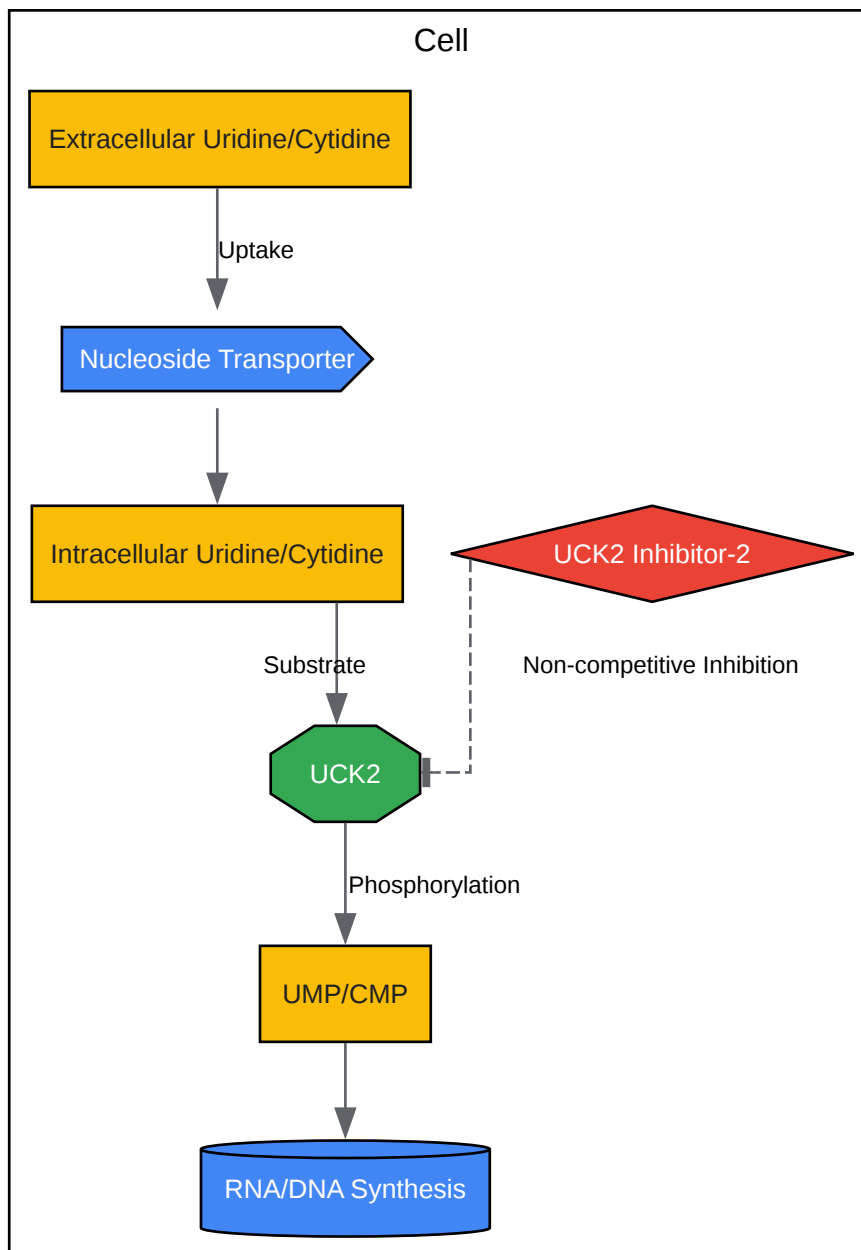 Cell
Extracellular Uridine/Cytidine
Uptake
Nucleoside Transporter
Intracellular Uridine/Cytidine
UCK2 Inhibitor-2
Substrate
Non-competitive Inhibition
UCK2
Phosphorylation
UMP/CMP
RNA/DNA Synthesis